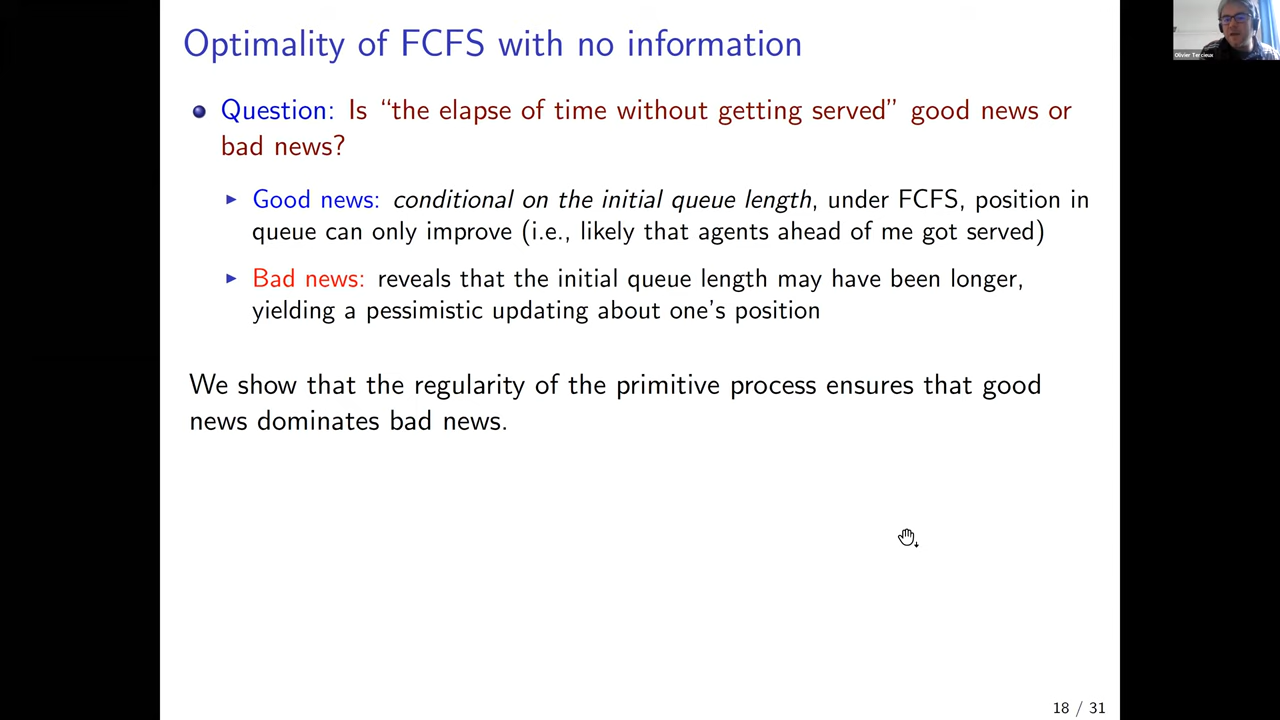 Optimality of FCFS with no information
Question: Is “the elapse of time without getting served” good news or
bad news?
Good news: conditional on the initial queue length, under FCFS, position in
queue can only improve (i.e., likely that agents ahead of me got served)
Bad news: reveals that the initial queue length may have been longer,
yielding a pessimistic updating about one’s position
We show that the regularity of the primitive process ensures that good
news dominates bad news.
18 / 31
Olivier Tercieux